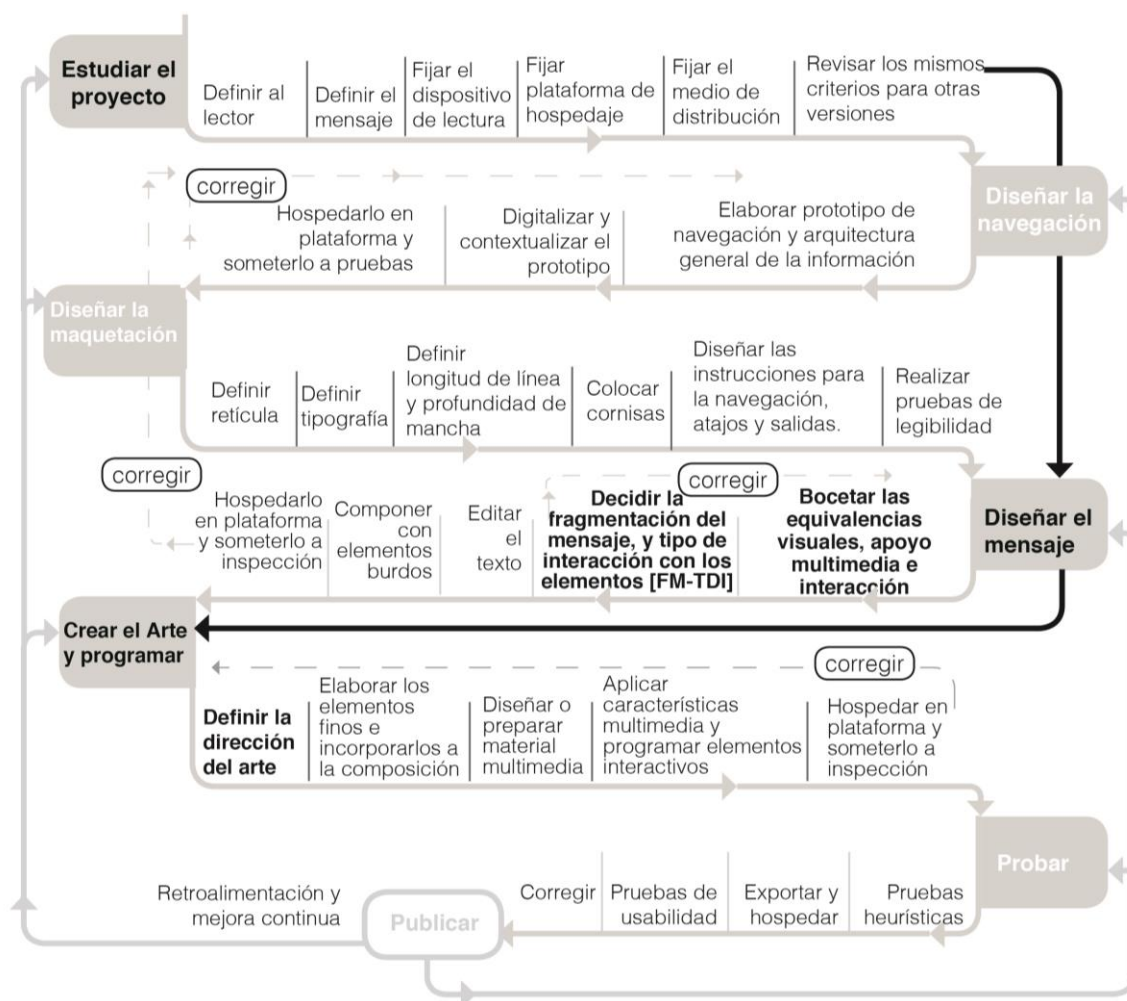 Estudiar el
proyecto
Definir al
lector
Definir el
mensaje
Fijar el
dispositivo
de lectura
Fijar
plataforma de
hospedaje
Fijar el
medio de
distribución
Revisar los mismos
criterios para otras
versiones
Diseñar la
navegación
Elaborar prototipo de
navegación y arquitectura
general de la información
Digitalizar y
contextualizar el
prototipo
corregir
Hospedarlo en
plataforma y
someterlo a pruebas
Diseñar la
maquetación
Definir
retícula
Definir
tipografía
Definir
longitud de línea
y profundidad de
mancha
Colocar
cornisas
Diseñar las
instrucciones para
la navegación,
atajos y salidas.
Realizar
pruebas de
legibilidad
Diseñar el
mensaje
Bocetar las
equivalencias
visuales, apoyo
multimedia e
interacción
corregir
Decidir la
fragmentación del
mensaje, y tipo de
interacción con los
elementos [FM-TDI]
Editar
el
texto
Componer
con
elementos
burdos
corregir
Hospedarlo
en plataforma
y someterlo a
inspección
Crear el Arte
y programar
Definir la
dirección
del arte
Elaborar los
elementos
finos e
incorporarlos a
la composición
Diseñar o
preparar
material
multimedia
Aplicar
características
multimedia y
programar elementos
interactivos
corregir
Hospedar en
plataforma y
someterlo a
inspección
Probar
Pruebas
heurísticas
Exportar y
hospedar
Pruebas de
usabilidad
Corregir
Publicar
Retroalimentación y
mejora continua